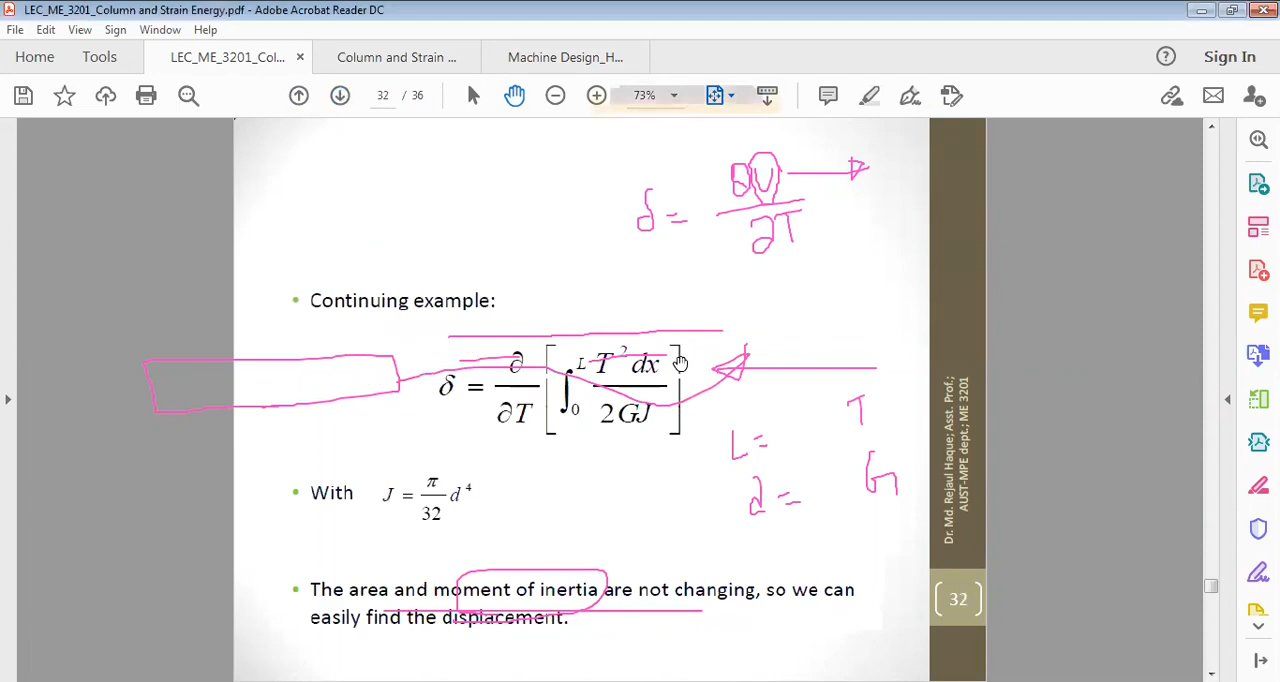 LEC_ME_3201_Column and Strain Energy.pdf - Adobe Acrobat Reader DC
File Edit View Sign Window Help
Home Tools LEC_ME_3201_Col... × Column and Strain ... Machine Design_H... ? Sign In
32 / 36 73%
δ = ∂U / ∂T
• Continuing example:
δ = ∂/∂T [ ∫₀ᴸ T² dx / 2GJ ]
T
L =
G
d =
• With J = π/32 d⁴
• The area and moment of inertia are not changing, so we can
easily find the displacement.
Dr. Md. Rejaul Haque; Asst. Prof.;
AUST-MPE dept.; ME 3201
32